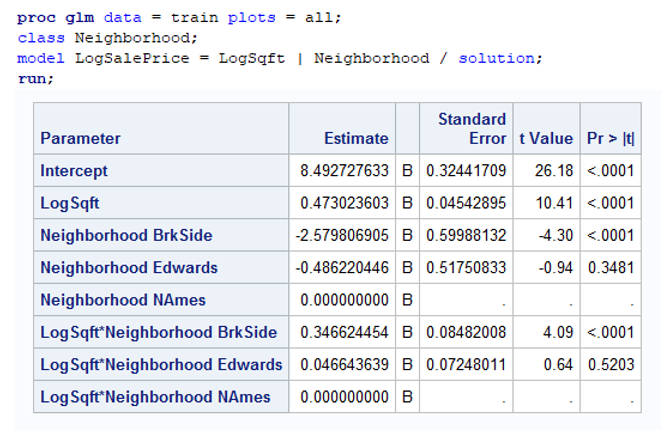 proc glm data = train plots = all;
class Neighborhood;
model LogSalePrice = LogSqft | Neighborhood / solution;
run;
Parameter Estimate Standard Error t Value Pr > |t|
Intercept 8.492727633 B 0.32441709 26.18 <.0001
LogSqft 0.473023603 B 0.04542895 10.41 <.0001
Neighborhood BrkSide -2.579806905 B 0.59988132 -4.30 <.0001
Neighborhood Edwards -0.486220446 B 0.51750833 -0.94 0.3481
Neighborhood NAmes 0.000000000 B . . .
LogSqft*Neighborhood BrkSide 0.346624454 B 0.08482008 4.09 <.0001
LogSqft*Neighborhood Edwards 0.046643639 B 0.07248011 0.64 0.5203
LogSqft*Neighborhood NAmes 0.000000000 B . . .